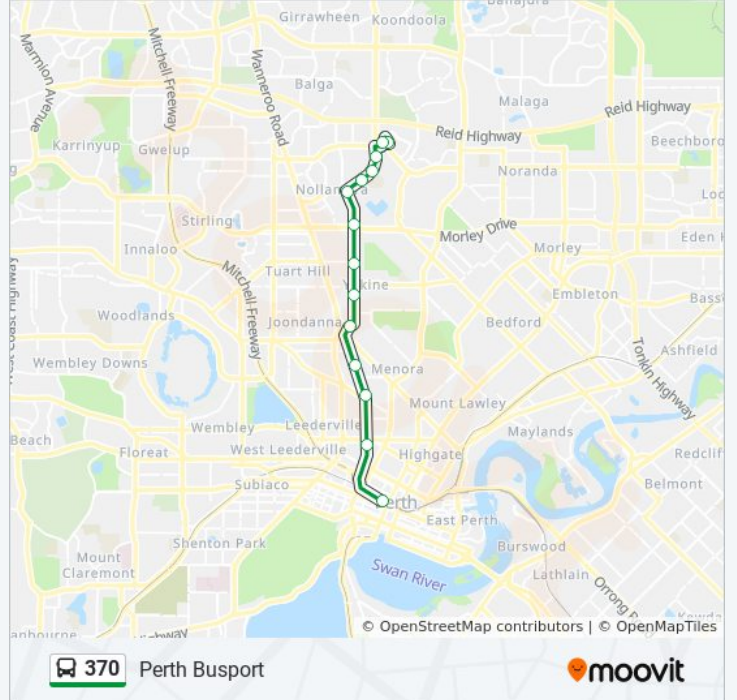 Ballajura
Girrawheen
Koondoola
Marmion Avenue
Mitchell Freeway
Wanneroo Road
Balga
Malaga
Reid Highway
Reid Highway
Karrinyup
Gwelup
Beechboro
Noranda
Nollamara
Stirling
Morley Drive
Innaloo
Morley
Eden
Mitchell Freeway
Tuart Hill
Yokine
Embleton
Woodlands
Joondanna
Bedford
Wembley Downs
Menora
Ashfield
Tonkin Highway
Mount Lawley
Wembley
Leederville
Maylands
Beach
Floreat
West Leederville
Highgate
Redclif
Subiaco
Perth
Belmont
East Perth
Shenton Park
Burswood
Mount
Claremont
Swan River
Lathlain
Orrong
anbourne
© OpenStreetMap contributors | © OpenMapTiles
370 Perth Busport
moovit